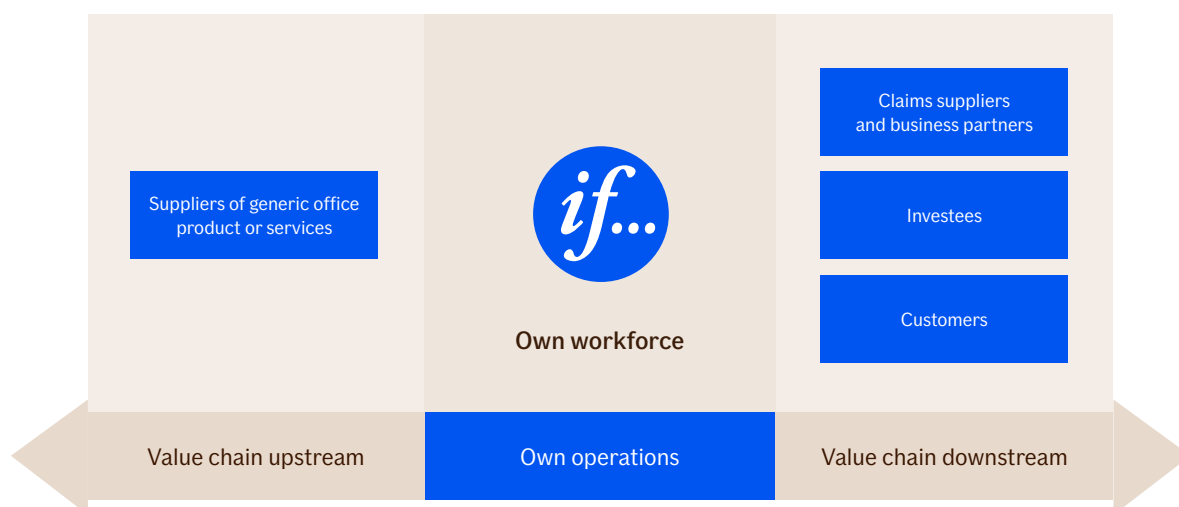 Suppliers of generic office
product or services
if...
Own workforce
Claims suppliers
and business partners
Investees
Customers
Value chain upstream
Own operations
Value chain downstream